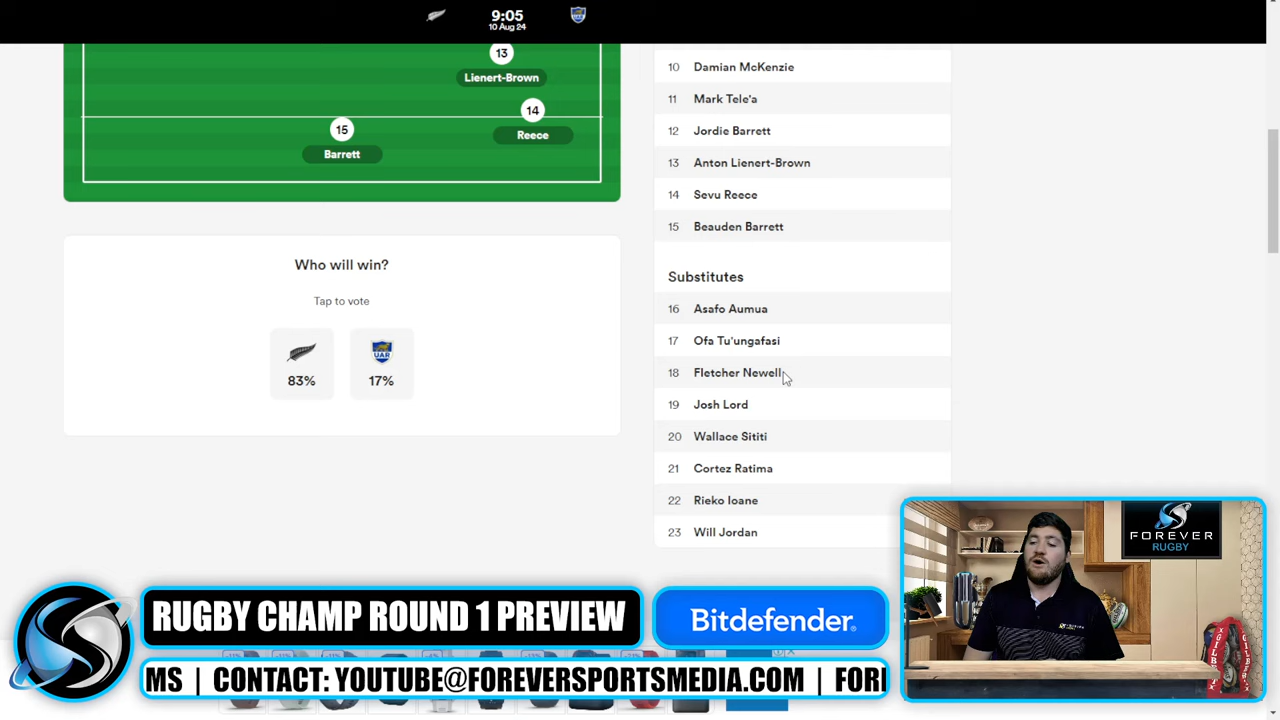 9:05
10 Aug 24
13
Lienert-Brown
14
Reece
15
Barrett
10 Damian McKenzie
11 Mark Tele'a
12 Jordie Barrett
13 Anton Lienert-Brown
14 Sevu Reece
15 Beauden Barrett
Who will win?
Tap to vote
UAR
83%
17%
Substitutes
16 Asafo Aumua
17 Ofa Tu'ungafasi
18 Fletcher Newell
19 Josh Lord
20 Wallace Sititi
21 Cortez Ratima
22 Rieko Ioane
23 Will Jordan
FOREVER
RUGBY
RUGBY CHAMP ROUND 1 PREVIEW
Bitdefender
MS | CONTACT: YOUTUBE@FOREVERSPORTSMEDIA.COM | FORE